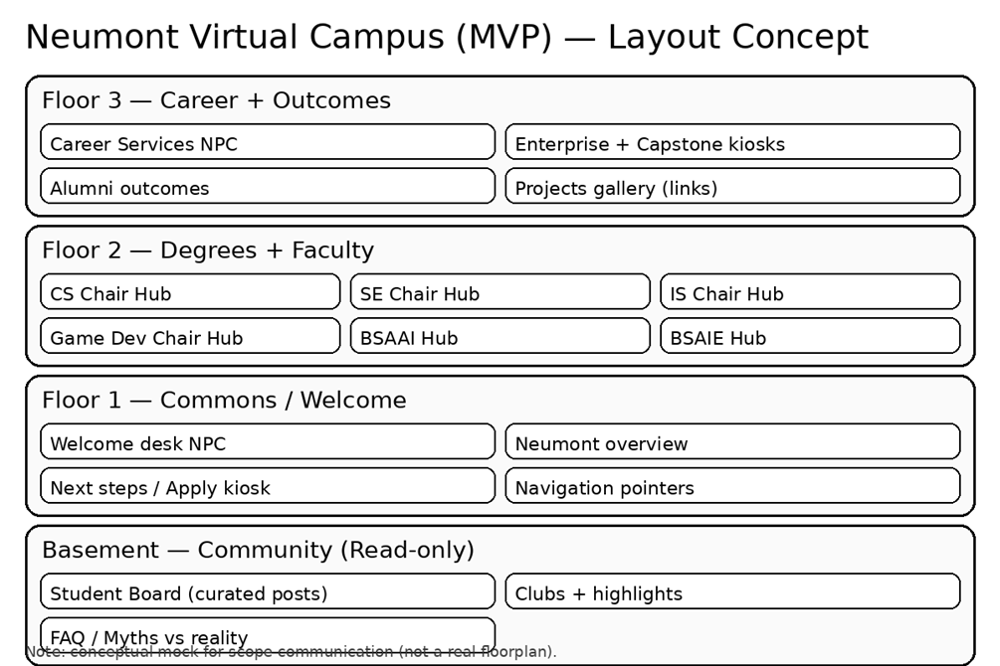 Neumont Virtual Campus (MVP) — Layout Concept
Floor 3 — Career + Outcomes
Career Services NPC
Enterprise + Capstone kiosks
Alumni outcomes
Projects gallery (links)
Floor 2 — Degrees + Faculty
CS Chair Hub
SE Chair Hub
IS Chair Hub
Game Dev Chair Hub
BSAAI Hub
BSAIE Hub
Floor 1 — Commons / Welcome
Welcome desk NPC
Neumont overview
Next steps / Apply kiosk
Navigation pointers
Basement — Community (Read-only)
Student Board (curated posts)
Clubs + highlights
FAQ / Myths vs reality
Note: conceptual mock for scope communication (not a real floorplan).